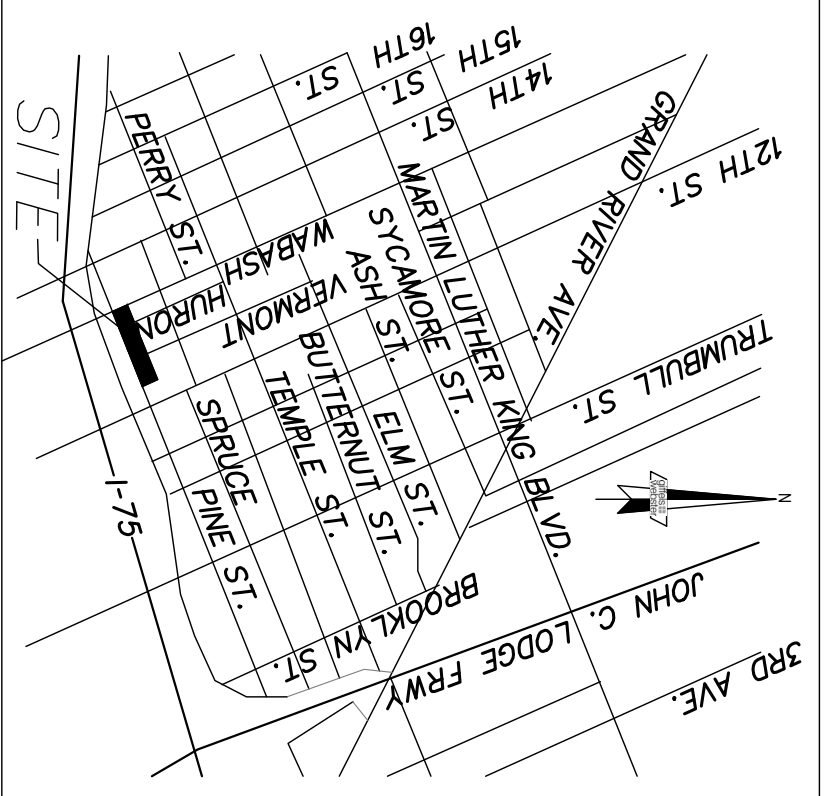 16TH ST.
15TH ST.
14TH ST.
GRAND RIVER AVE.
12TH ST.
SITE
PERRY ST.
MARTIN LUTHER KING BLVD.
SYCAMORE ST.
ASH ST.
WABASH
HURON
VERMONT
TRUMBULL ST.
BUTTERNUT ST.
TEMPLE ST.
ELM ST.
SPRUCE
PINE ST.
I-75
giffels webster
N
BROOKLYN ST.
JOHN C. LODGE FRWY
3RD AVE.